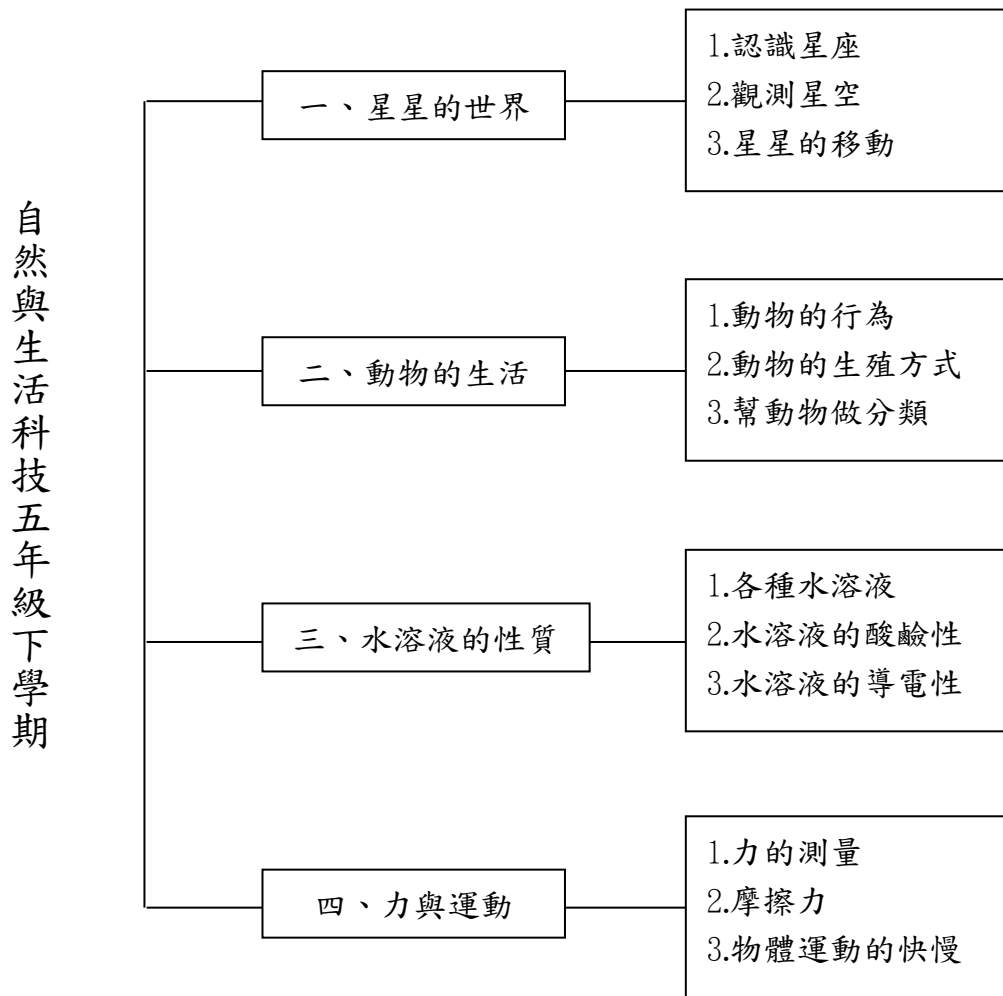 自然與生活科技五年級下學期
一、星星的世界
1.認識星座
2.觀測星空
3.星星的移動
二、動物的生活
1.動物的行為
2.動物的生殖方式
3.幫動物做分類
三、水溶液的性質
1.各種水溶液
2.水溶液的酸鹼性
3.水溶液的導電性
四、力與運動
1.力的測量
2.摩擦力
3.物體運動的快慢